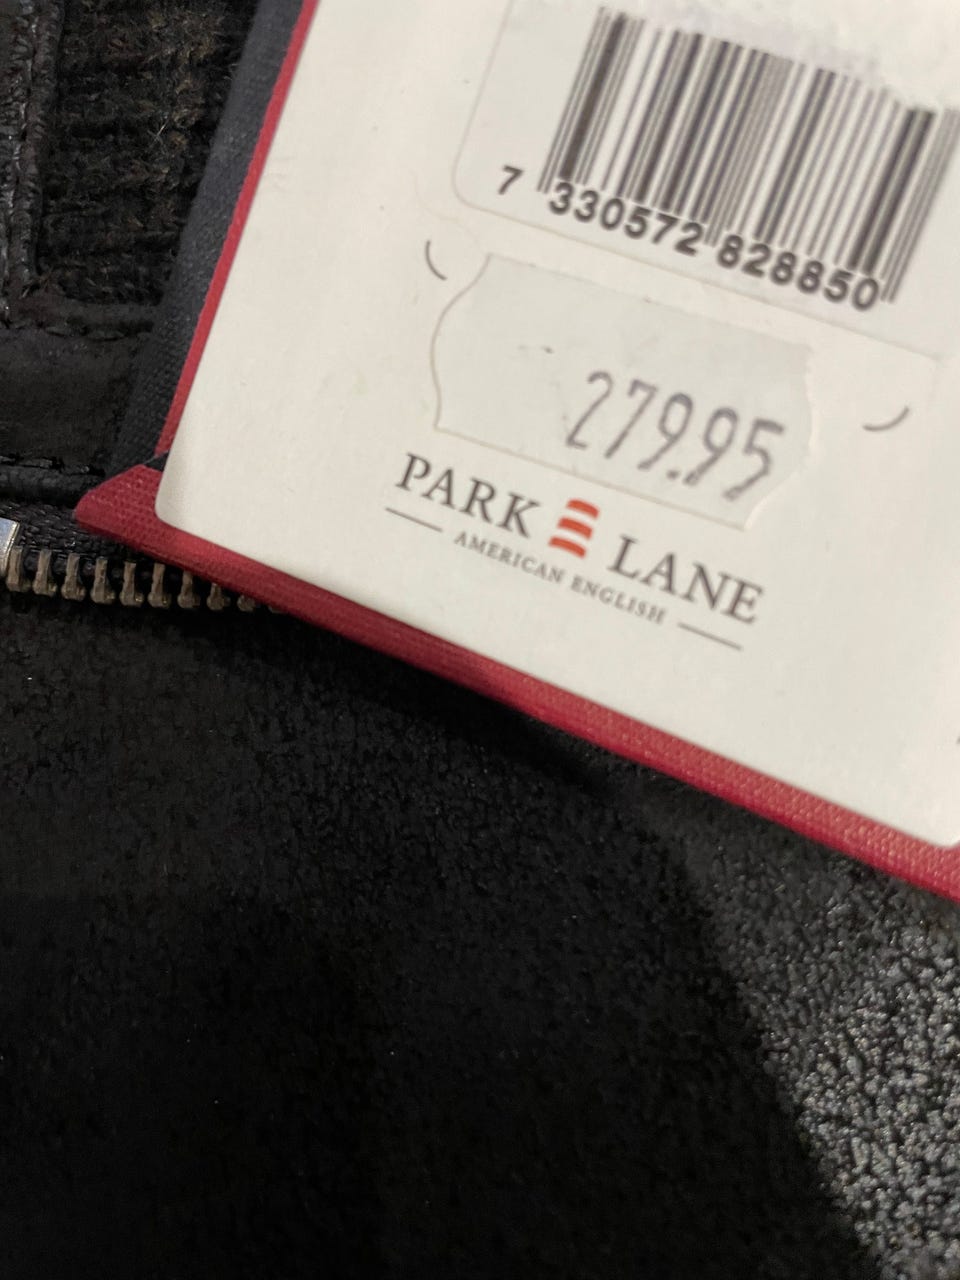 7 330572 828850
279.95
PARK LANE
AMERICAN ENGLISH